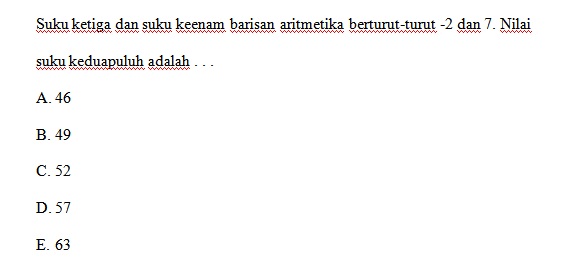 Suku ketiga dan suku keenam barisan aritmetika berturut-turut -2 dan 7. Nilai
suku keduapuluh adalah . . .
A. 46
B. 49
C. 52
D. 57
E. 63